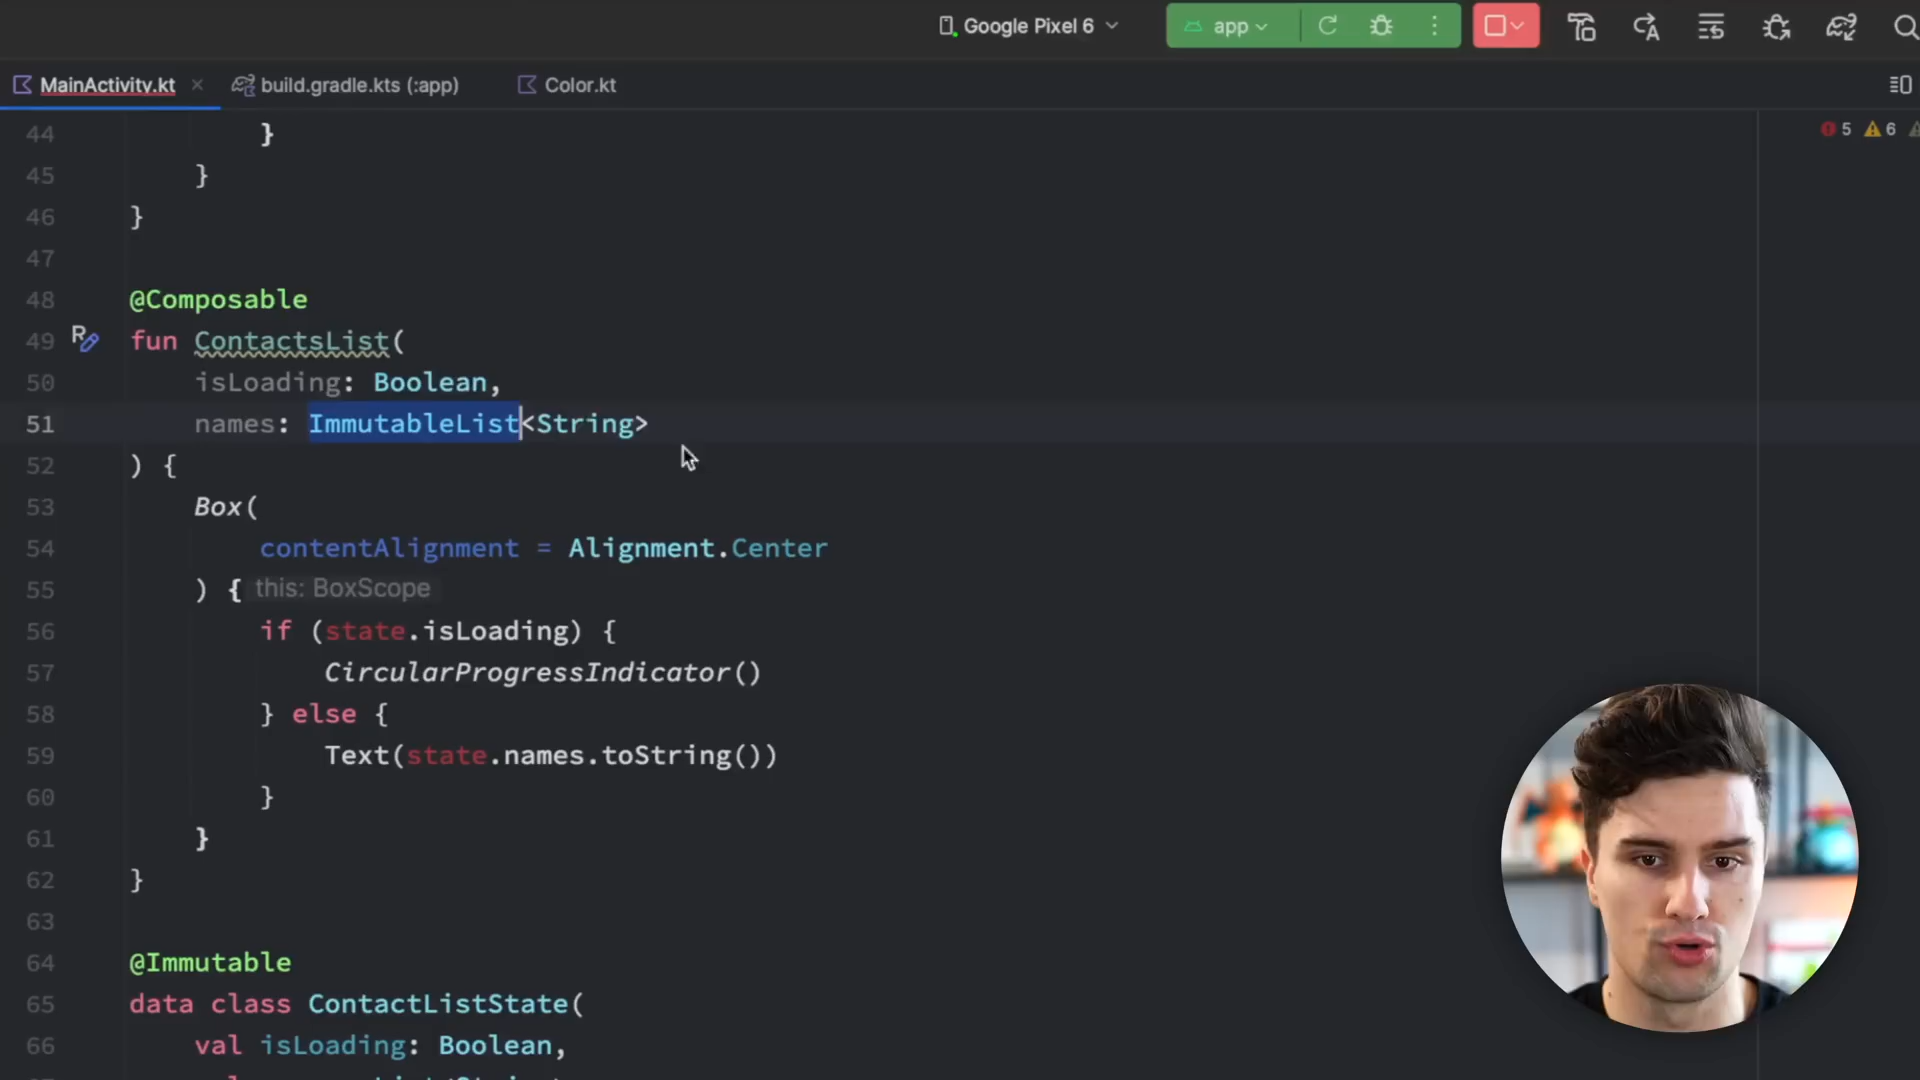 Google Pixel 6
app
MainActivity.kt
build.gradle.kts (:app)
Color.kt
5
6
44 }
45 }
46 }
47
48 @Composable
49 fun ContactsList(
50 isLoading: Boolean,
51 names: ImmutableList<String>
52 ) {
53 Box(
54 contentAlignment = Alignment.Center
55 ) { this: BoxScope
56 if (state.isLoading) {
57 CircularProgressIndicator()
58 } else {
59 Text(state.names.toString())
60 }
61 }
62 }
63
64 @Immutable
65 data class ContactListState(
66 val isLoading: Boolean,